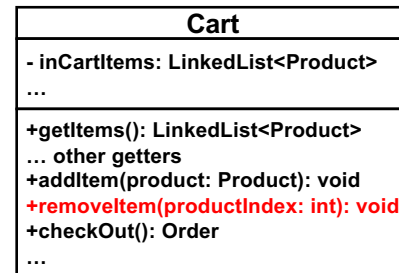 Cart
- inCartItems: LinkedList<Product>
…
+getItems(): LinkedList<Product>
… other getters
+addItem(product: Product): void
+removeItem(productIndex: int): void
+checkOut(): Order
…